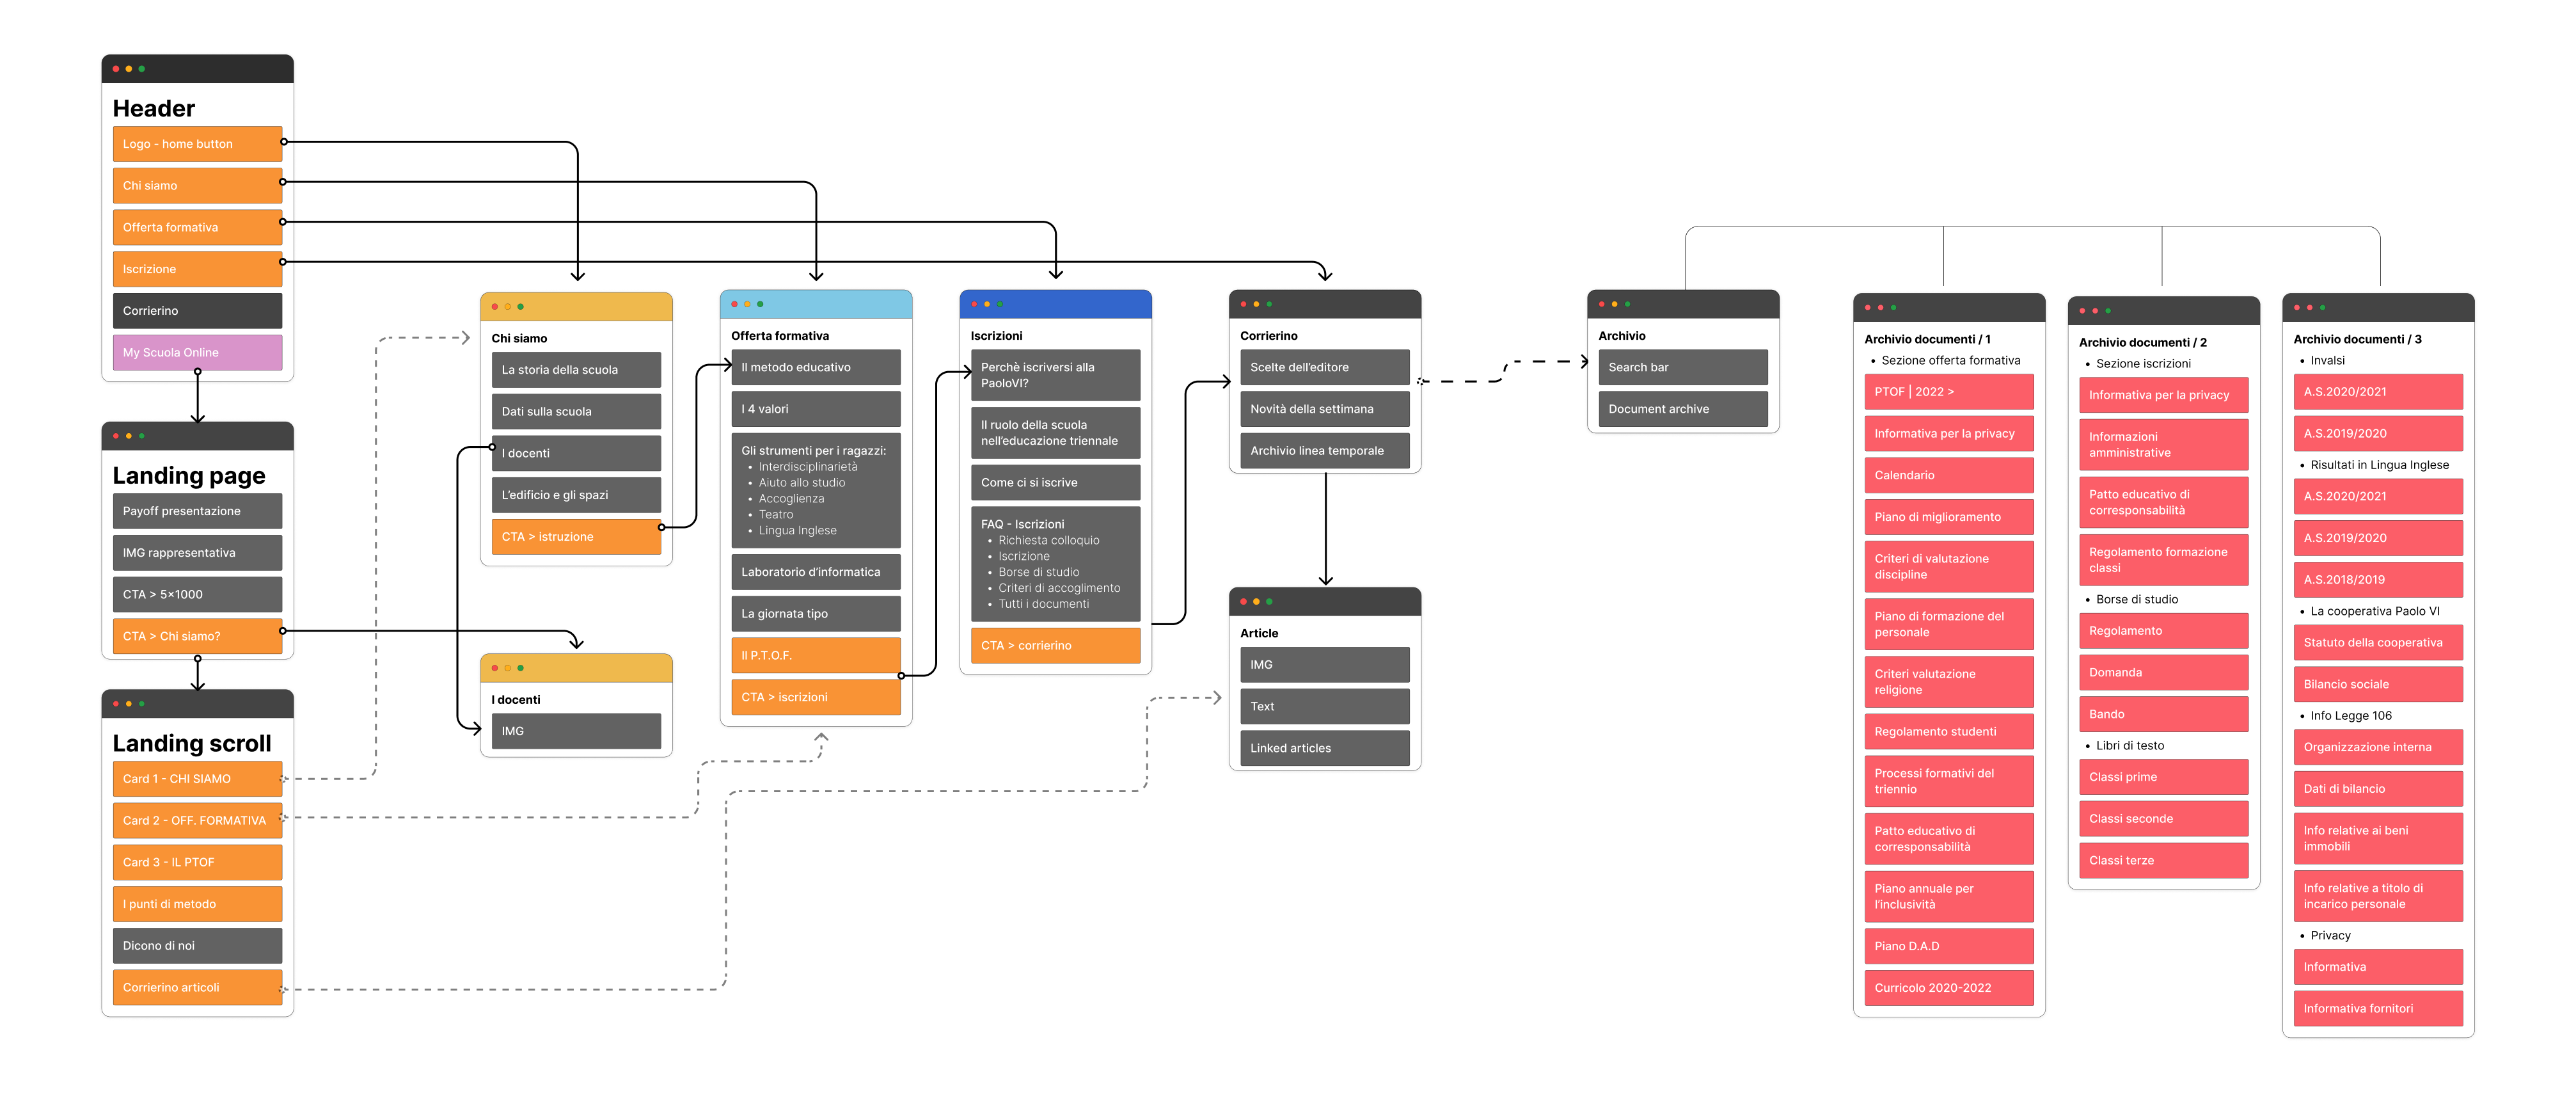 Header
Logo - home button
Chi siamo
Offerta formativa
Iscrizione
Corrierino
My Scuola Online
Landing page
Payoff presentazione
IMG rappresentativa
CTA > 5×1000
CTA > Chi siamo?
Landing scroll
Card 1 - CHI SIAMO
Card 2 - OFF. FORMATIVA
Card 3 - IL PTOF
I punti di metodo
Dicono di noi
Corrierino articoli
Chi siamo
La storia della scuola
Dati sulla scuola
I docenti
L'edificio e gli spazi
CTA > istruzione
I docenti
IMG
Offerta formativa
Il metodo educativo
I 4 valori
Gli strumenti per i ragazzi:
• Interdisciplinarietà
• Aiuto allo studio
• Accoglienza
• Teatro
• Lingua Inglese
Laboratorio d'informatica
La giornata tipo
Il P.T.O.F.
CTA > iscrizioni
Iscrizioni
Perchè iscriversi alla
PaoloVI?
Il ruolo della scuola
nell'educazione triennale
Come ci si iscrive
FAQ - Iscrizioni
• Richiesta colloquio
• Iscrizione
• Borse di studio
• Criteri di accoglimento
• Tutti i documenti
CTA > corrierino
Corrierino
Scelte dell'editore
Novità della settimana
Archivio linea temporale
Article
IMG
Text
Linked articles
Archivio
Search bar
Document archive
Archivio documenti / 1
• Sezione offerta formativa
PTOF | 2022 >
Informativa per la privacy
Calendario
Piano di miglioramento
Criteri di valutazione
discipline
Piano di formazione del
personale
Criteri valutazione
religione
Regolamento studenti
Processi formativi del
triennio
Patto educativo di
corresponsabilità
Piano annuale per
l'inclusività
Piano D.A.D
Curricolo 2020-2022
Archivio documenti / 2
• Sezione iscrizioni
Informativa per la privacy
Informazioni
amministrative
Patto educativo di
corresponsabilità
Regolamento formazione
classi
• Borse di studio
Regolamento
Domanda
Bando
• Libri di testo
Classi prime
Classi seconde
Classi terze
Archivio documenti / 3
• Invalsi
A.S.2020/2021
A.S.2019/2020
• Risultati in Lingua Inglese
A.S.2020/2021
A.S.2019/2020
A.S.2018/2019
• La cooperativa Paolo VI
Statuto della cooperativa
Bilancio sociale
• Info Legge 106
Organizzazione interna
Dati di bilancio
Info relative ai beni
immobili
Info relative a titolo di
incarico personale
• Privacy
Informativa
Informativa fornitori